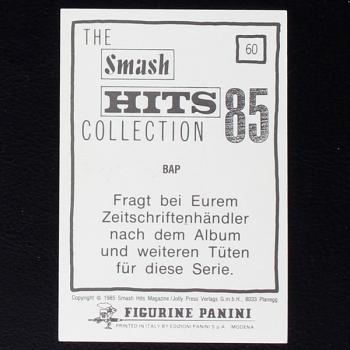 THE
60
Smash
HITS 85
COLLECTION
BAP
Fragt bei Eurem
Zeitschriftenhändler
nach dem Album
und weiteren Tüten
für diese Serie.
Copyright © 1985 Smash Hits Magazine/Jolly Press Verlags G.m.b.H., 8033 Planegg
FIGURINE PANINI
PRINTED IN ITALY BY EDIZIONI PANINI S.p.A. MODENA